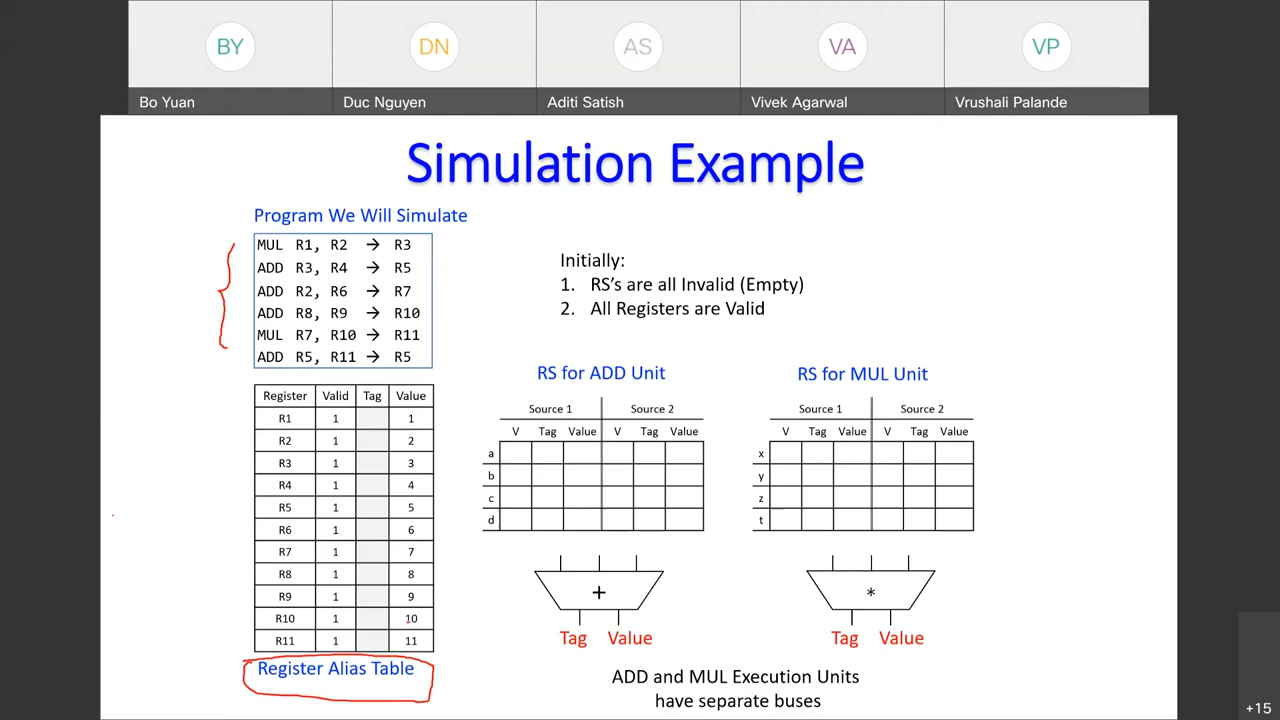 BY DN AS VA VP
Bo Yuan Duc Nguyen Aditi Satish Vivek Agarwal Vrushali Palande
Simulation Example
Program We Will Simulate
MUL R1, R2 → R3
ADD R3, R4 → R5
ADD R2, R6 → R7
ADD R8, R9 → R10
MUL R7, R10 → R11
ADD R5, R11 → R5
Initially:
1. RS's are all Invalid (Empty)
2. All Registers are Valid
Register Valid Tag Value
R1 1 1
R2 1 2
R3 1 3
R4 1 4
R5 1 5
R6 1 6
R7 1 7
R8 1 8
R9 1 9
R10 1 10
R11 1 11
Register Alias Table
RS for ADD Unit
Source 1 Source 2
V Tag Value V Tag Value
a
b
c
d
+
Tag Value
RS for MUL Unit
Source 1 Source 2
V Tag Value V Tag Value
x
y
z
t
*
Tag Value
ADD and MUL Execution Units
have separate buses
+15